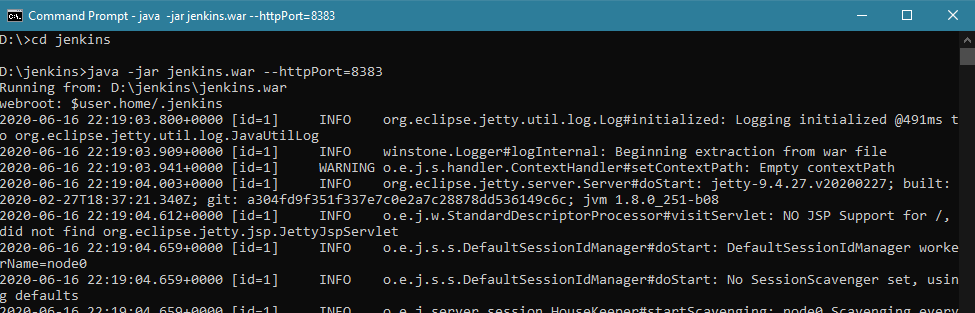 Command Prompt - java -jar jenkins.war --httpPort=8383
D:\>cd jenkins
D:\jenkins>java -jar jenkins.war --httpPort=8383
Running from: D:\jenkins\jenkins.war
webroot: $user.home/.jenkins
2020-06-16 22:19:03.800+0000 [id=1] INFO org.eclipse.jetty.util.log.Log#initialized: Logging initialized @491ms t
o org.eclipse.jetty.util.log.JavaUtilLog
2020-06-16 22:19:03.909+0000 [id=1] INFO winstone.Logger#logInternal: Beginning extraction from war file
2020-06-16 22:19:03.941+0000 [id=1] WARNING o.e.j.s.handler.ContextHandler#setContextPath: Empty contextPath
2020-06-16 22:19:04.003+0000 [id=1] INFO org.eclipse.jetty.server.Server#doStart: jetty-9.4.27.v20200227; built:
2020-02-27T18:37:21.340Z; git: a304fd9f351f337e7c0e2a7c28878dd536149c6c; jvm 1.8.0_251-b08
2020-06-16 22:19:04.612+0000 [id=1] INFO o.e.j.w.StandardDescriptorProcessor#visitServlet: NO JSP Support for /,
did not find org.eclipse.jetty.jsp.JettyJspServlet
2020-06-16 22:19:04.659+0000 [id=1] INFO o.e.j.s.s.DefaultSessionIdManager#doStart: DefaultSessionIdManager worke
rName=node0
2020-06-16 22:19:04.659+0000 [id=1] INFO o.e.j.s.s.DefaultSessionIdManager#doStart: No SessionScavenger set, usin
g defaults
2020-06-16 22:19:04.659+0000 [id=1] INFO o.e.j.server.session.HouseKeeper#startScavenging: node0 Scavenging every